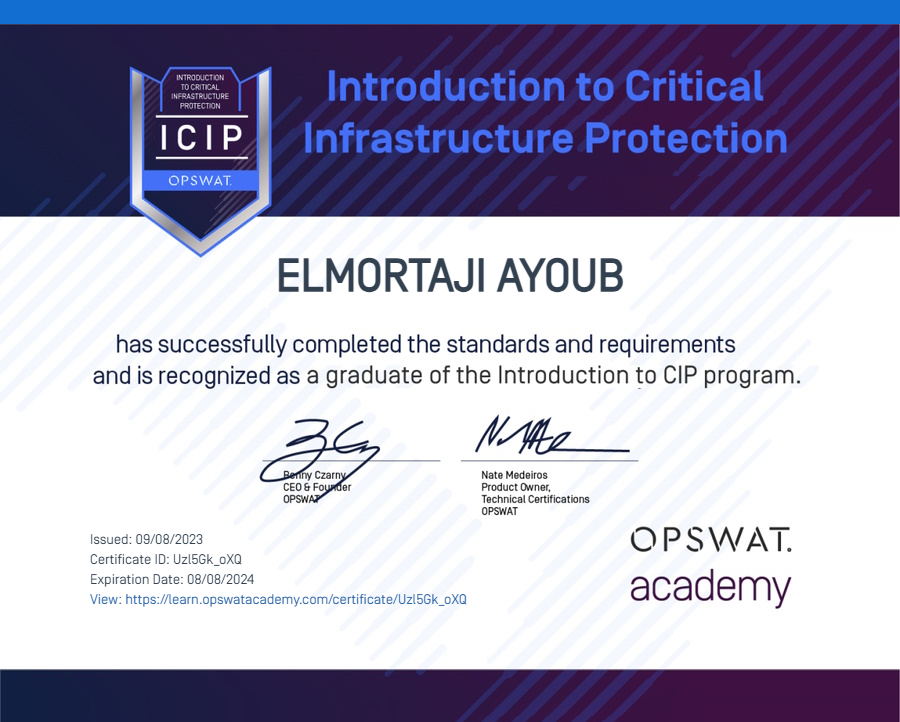 INTRODUCTION
TO CRITICAL
INFRASTRUCTURE
PROTECTION
ICIP
OPSWAT.
Introduction to Critical
Infrastructure Protection
ELMORTAJI AYOUB
has successfully completed the standards and requirements
and is recognized as a graduate of the Introduction to CIP program.
Benny Czarny
CEO & Founder
OPSWAT
Nate Medeiros
Product Owner,
Technical Certifications
OPSWAT
Issued: 09/08/2023
Certificate ID: Uzl5Gk_oXQ
Expiration Date: 08/08/2024
View: https://learn.opswatacademy.com/certificate/Uzl5Gk_oXQ
OPSWAT.
academy